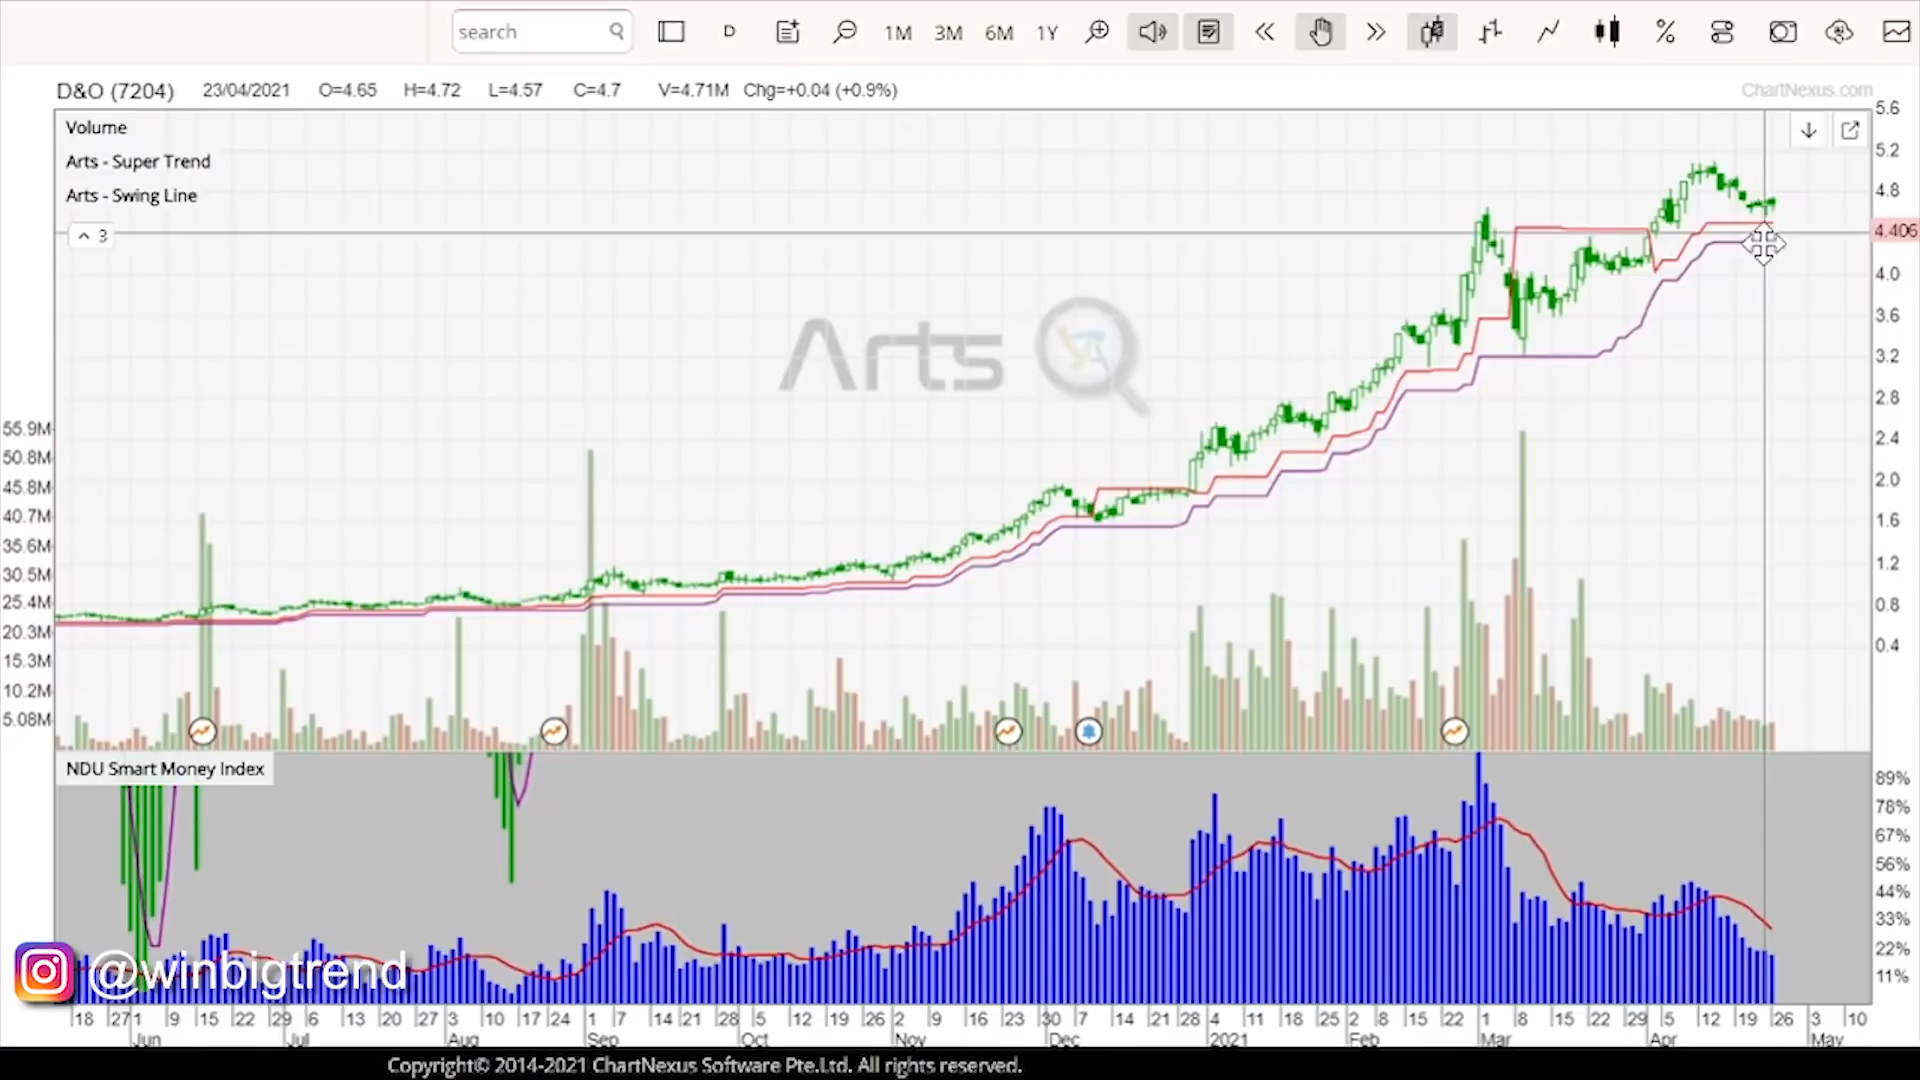 search
D
1M
3M
6M
1Y
D&O (7204) 23/04/2021 O=4.65 H=4.72 L=4.57 C=4.7 V=4.71M Chg=+0.04 (+0.9%)
ChartNexus.com
Volume
Arts - Super Trend
Arts - Swing Line
3
5.6
5.2
4.8
4.406
4.0
3.6
3.2
2.8
2.4
2.0
1.6
1.2
0.8
0.4
Arts
55.9M
50.8M
45.8M
40.7M
35.6M
30.5M
25.4M
20.3M
15.3M
10.2M
5.08M
NDU Smart Money Index
89%
78%
67%
56%
44%
33%
22%
11%
@winbigtrend
18 27 1 9 15 22 29 6 13 20 27 3 10 17 24 1 7 14 21 28 5 12 19 26 2 9 16 23 30 7 14 21 28 4 11 18 25 2 8 15 22 1 8 15 22 29 5 12 19 26 3 10
Jun Jul Aug Sep Oct Nov Dec 2021 Feb Mar Apr May
Copyright© 2014-2021 ChartNexus Software Pte.Ltd. All rights reserved.